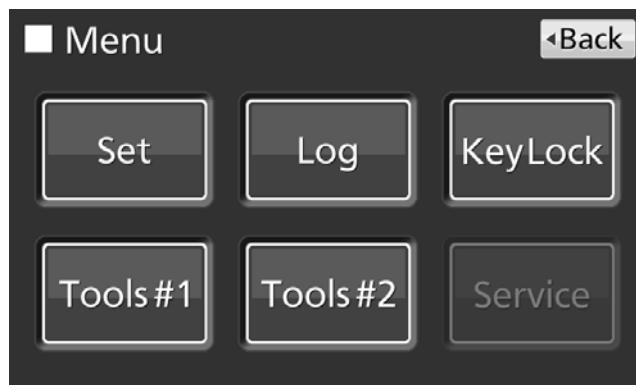 Menu
◂Back
Set
Log
KeyLock
Tools #1
Tools #2
Service